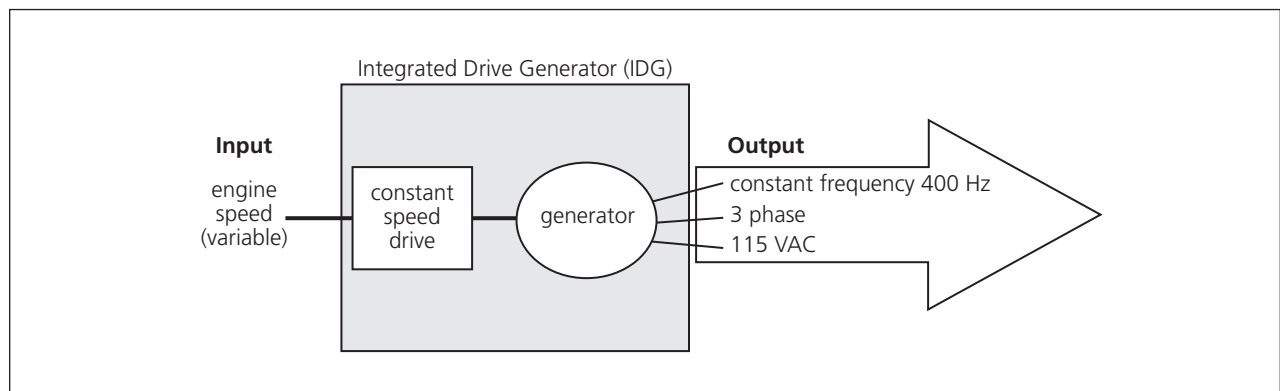 Integrated Drive Generator (IDG)
Input
engine
speed
(variable)
constant
speed
drive
generator
Output
constant frequency 400 Hz
3 phase
115 VAC